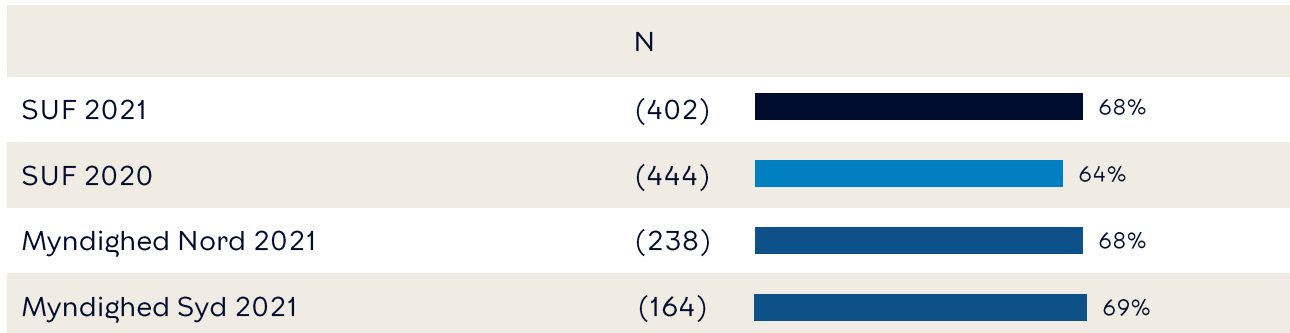 N
SUF 2021 (402) 68%
SUF 2020 (444) 64%
Myndighed Nord 2021 (238) 68%
Myndighed Syd 2021 (164) 69%